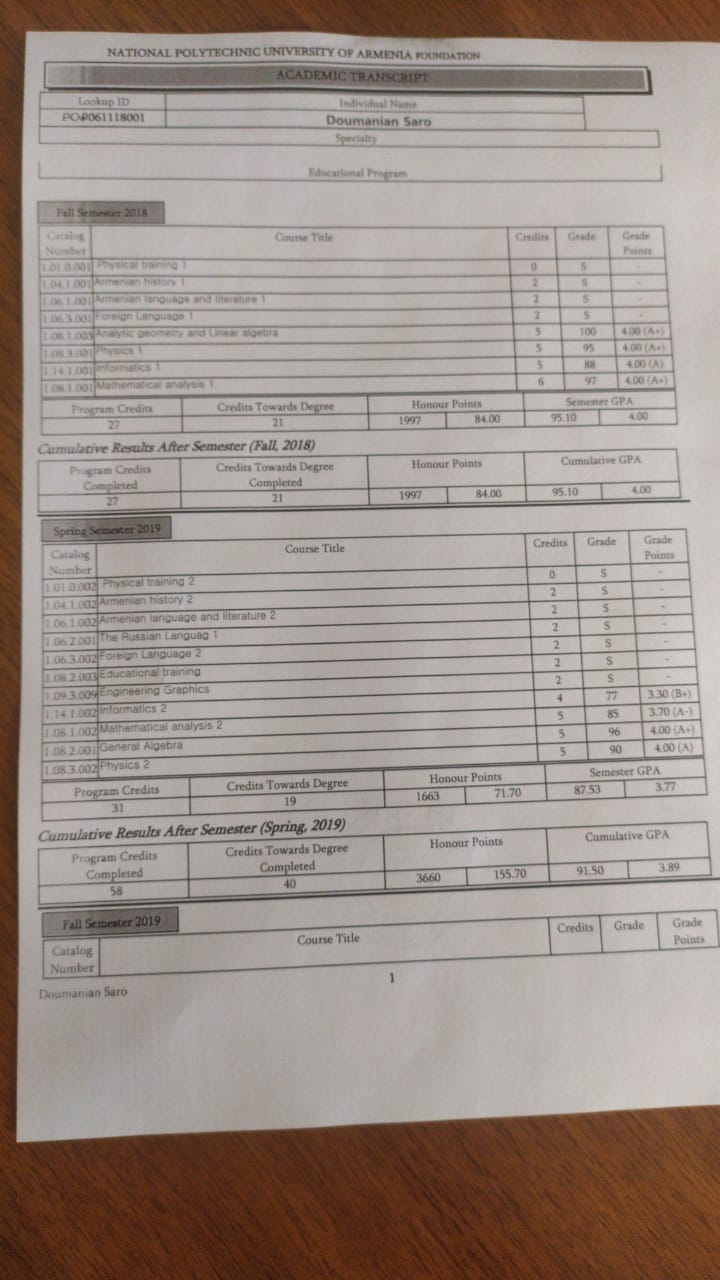 NATIONAL POLYTECHNIC UNIVERSITY OF ARMENIA FOUNDATION
ACADEMIC TRANSCRIPT
Lookup ID Individual Name
POP061118001 Doumanian Saro
Specialty
Educational Program
Fall Semester 2018
Catalog Number Course Title Credits Grade Grade Points
1.01.0.001 Physical training 1 0 S -
1.04.1.001 Armenian history 1 2 S -
1.06.1.001 Armenian language and literature 1 2 S -
1.06.3.001 Foreign Language 1 2 S -
1.08.1.003 Analytic geometry and Linear algebra 5 100 4.00 (A+)
1.08.3.001 Physics 1 5 95 4.00 (A+)
1.14.1.001 Informatics 1 5 88 4.00 (A)
1.08.1.001 Mathematical analysis 1 6 97 4.00 (A+)
Program Credits Credits Towards Degree Honour Points Semester GPA
27 21 1997 84.00 95.10 4.00
Cumulative Results After Semester (Fall, 2018)
Program Credits Completed Credits Towards Degree Completed Honour Points Cumulative GPA
27 21 1997 84.00 95.10 4.00
Spring Semester 2019
Catalog Number Course Title Credits Grade Grade Points
1.01.0.002 Physical training 2 0 S -
1.04.1.002 Armenian history 2 2 S -
1.06.1.002 Armenian language and literature 2 2 S -
1.06.2.001 The Russian Languag 1 2 S -
1.06.3.002 Foreign Language 2 2 S -
1.08.2.003 Educational training 2 S -
1.09.3.009 Engineering Graphics 2 S -
1.14.1.002 Informatics 2 4 77 3.30 (B+)
1.08.1.002 Mathematical analysis 2 5 85 3.70 (A-)
1.08.2.001 General Algebra 5 96 4.00 (A+)
1.08.3.002 Physics 2 5 90 4.00 (A)
Program Credits Credits Towards Degree Honour Points Semester GPA
31 19 1663 71.70 87.53 3.77
Cumulative Results After Semester (Spring, 2019)
Program Credits Completed Credits Towards Degree Completed Honour Points Cumulative GPA
58 40 3660 155.70 91.50 3.89
Fall Semester 2019
Catalog Number Course Title Credits Grade Grade Points
Doumanian Saro 1